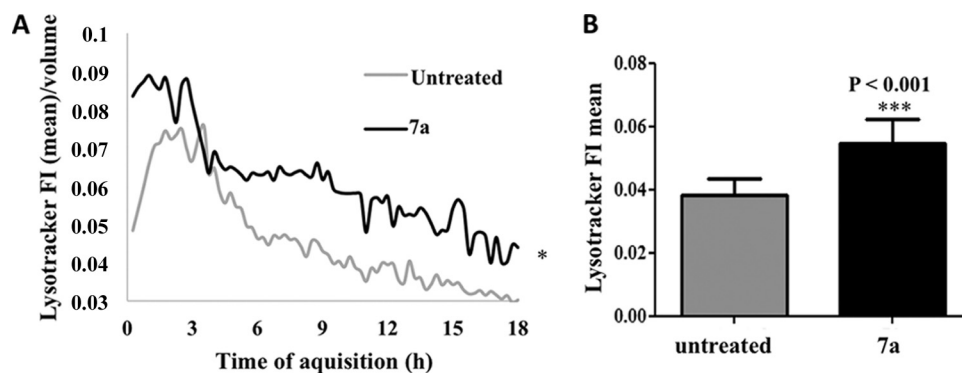 A
Lysotracker FI (mean)/volume
0.1
0.09
0.08
0.07
0.06
0.05
0.04
0.03
0
3
6
9
12
15
18
Time of aquisition (h)
Untreated
7a
*
B
Lysotracker FI mean
0.08
0.06
0.04
0.02
0.00
P < 0.001
***
untreated
7a